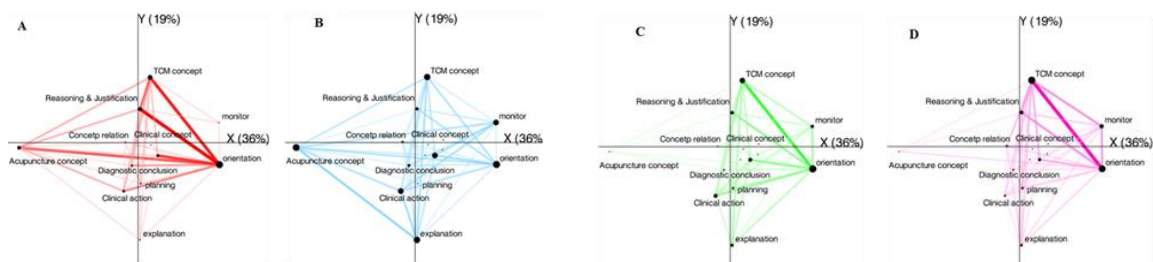 A
Y (19%)
TCM concept
Reasoning & Justification
monitor
Concetp relation
Clinical concept
X (36%)
Acupuncture concept
orientation
Diagnostic conclusion
planning
Clinical action
explanation
B
Y (19%)
TCM concept
Reasoning & Justification
monitor
Concetp relation
Clinical concept
X (36%)
Acupuncture concept
orientation
Diagnostic conclusion
planning
Clinical action
explanation
C
Y (19%)
TCM concept
Reasoning & Justification
monitor
Concetp relation
Clinical concept
X (36%)
Acupuncture concept
orientation
Diagnostic conclusion
planning
Clinical action
explanation
D
Y (19%)
TCM concept
Reasoning & Justification
monitor
Concetp relation
Clinical concept
X (36%)
Acupuncture concept
orientation
Diagnostic conclusion
planning
Clinical action
explanation